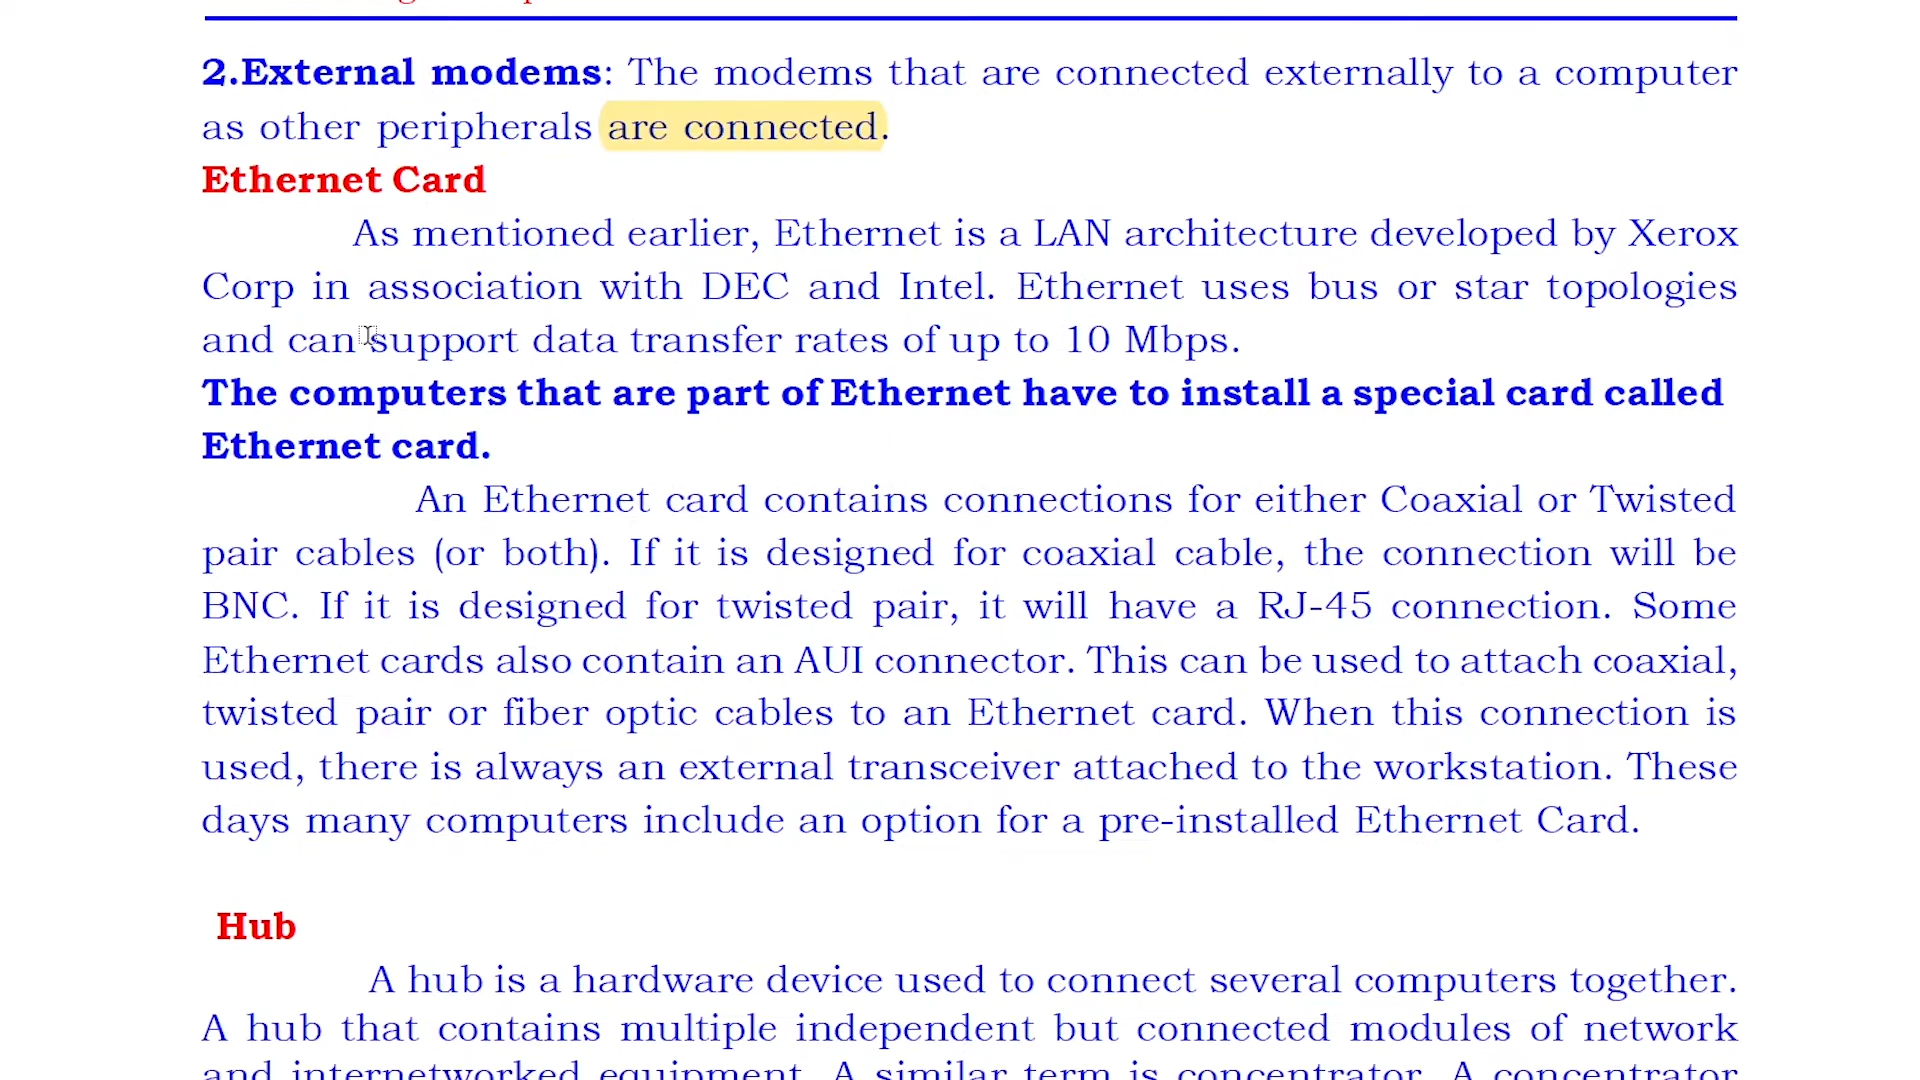 2.External modems: The modems that are connected externally to a computer
as other peripherals are connected.
Ethernet Card
As mentioned earlier, Ethernet is a LAN architecture developed by Xerox
Corp in association with DEC and Intel. Ethernet uses bus or star topologies
and can support data transfer rates of up to 10 Mbps.
The computers that are part of Ethernet have to install a special card called
Ethernet card.
An Ethernet card contains connections for either Coaxial or Twisted
pair cables (or both). If it is designed for coaxial cable, the connection will be
BNC. If it is designed for twisted pair, it will have a RJ-45 connection. Some
Ethernet cards also contain an AUI connector. This can be used to attach coaxial,
twisted pair or fiber optic cables to an Ethernet card. When this connection is
used, there is always an external transceiver attached to the workstation. These
days many computers include an option for a pre-installed Ethernet Card.
Hub
A hub is a hardware device used to connect several computers together.
A hub that contains multiple independent but connected modules of network
and internetworked equipment. A similar term is concentrator. A concentrator